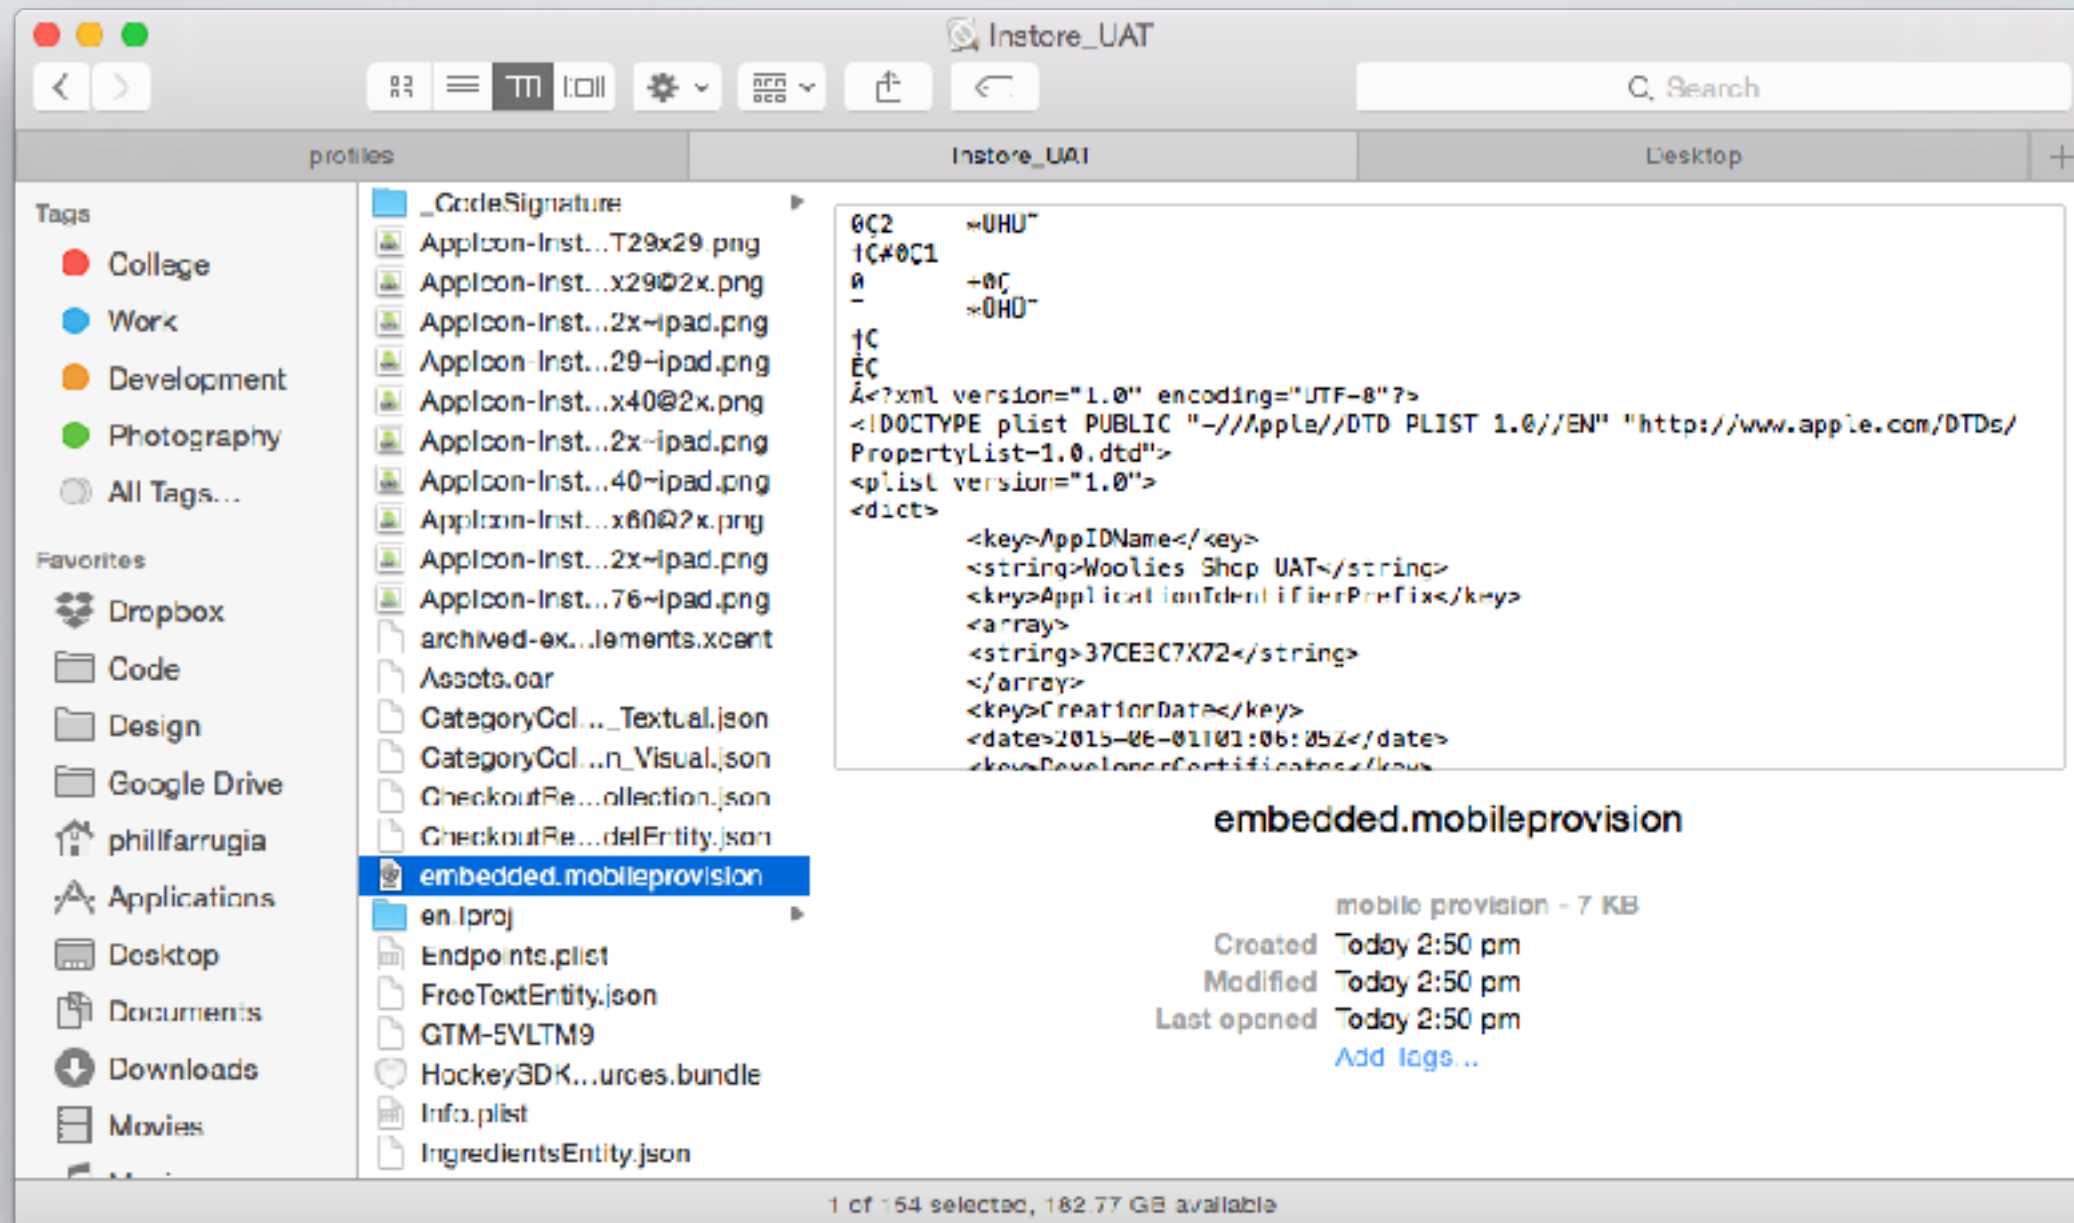 Instore_UAT
Search
profiles
Instore_UAT
Desktop
Tags
College
Work
Development
Photography
All Tags...
Favorites
Dropbox
Code
Design
Google Drive
phillfarrugia
Applications
Desktop
Documents
Downloads
Movies
_CodeSignature
AppIcon-Inst...T29x29.png
AppIcon-Inst...x29@2x.png
AppIcon-Inst...2x~ipad.png
AppIcon-Inst...29~ipad.png
AppIcon-Inst...x40@2x.png
AppIcon-Inst...2x~ipad.png
AppIcon-Inst...40~ipad.png
AppIcon-Inst...x60@2x.png
AppIcon-Inst...2x~ipad.png
AppIcon-Inst...76~ipad.png
archived-ex...lements.xcent
Assets.car
CategoryCol..._Textual.json
CategoryCol...n_Visual.json
CheckoutRe...ollection.json
CheckoutRe...delEntity.json
embedded.mobileprovision
en.lproj
Endpoints.plist
FreeTextEntity.json
GTM-5VLTM9
HockeySDK...urces.bundle
Info.plist
IngredientsEntity.json
<?xml version="1.0" encoding="UTF-8"?>
<!DOCTYPE plist PUBLIC "-//Apple//DTD PLIST 1.0//EN" "http://www.apple.com/DTDs/
PropertyList-1.0.dtd">
<plist version="1.0">
<dict>
<key>AppIDName</key>
<string>Woolies Shop UAT</string>
<key>ApplicationIdentifierPrefix</key>
<array>
<string>37CE3C7X72</string>
</array>
<key>CreationDate</key>
<date>2015-06-01T01:06:05Z</date>
<key>DeveloperCertificates</key>
embedded.mobileprovision
mobile provision - 7 KB
Created Today 2:50 pm
Modified Today 2:50 pm
Last opened Today 2:50 pm
Add Tags...
1 of 154 selected, 182.77 GB available